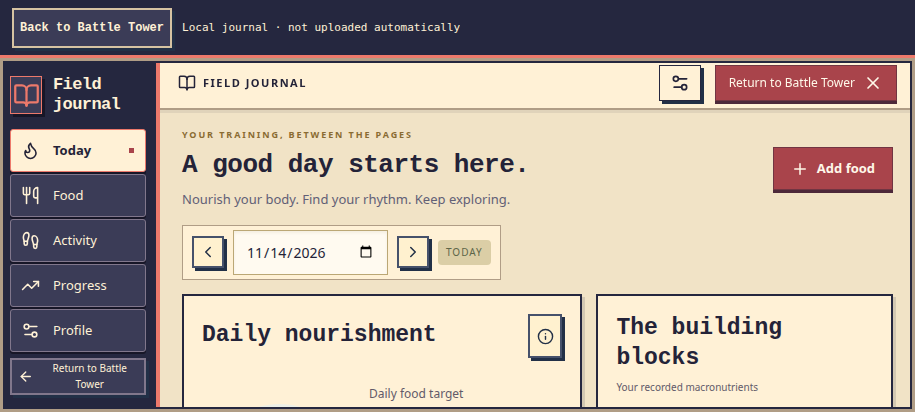 Back to Battle Tower
Local journal · not uploaded automatically
Field
journal
Today
Food
Activity
Progress
Profile
Return to Battle
Tower
FIELD JOURNAL
Return to Battle Tower
YOUR TRAINING, BETWEEN THE PAGES
A good day starts here.
Nourish your body. Find your rhythm. Keep exploring.
Add food
11/14/2026
TODAY
Daily nourishment
Daily food target
The building
blocks
Your recorded macronutrients